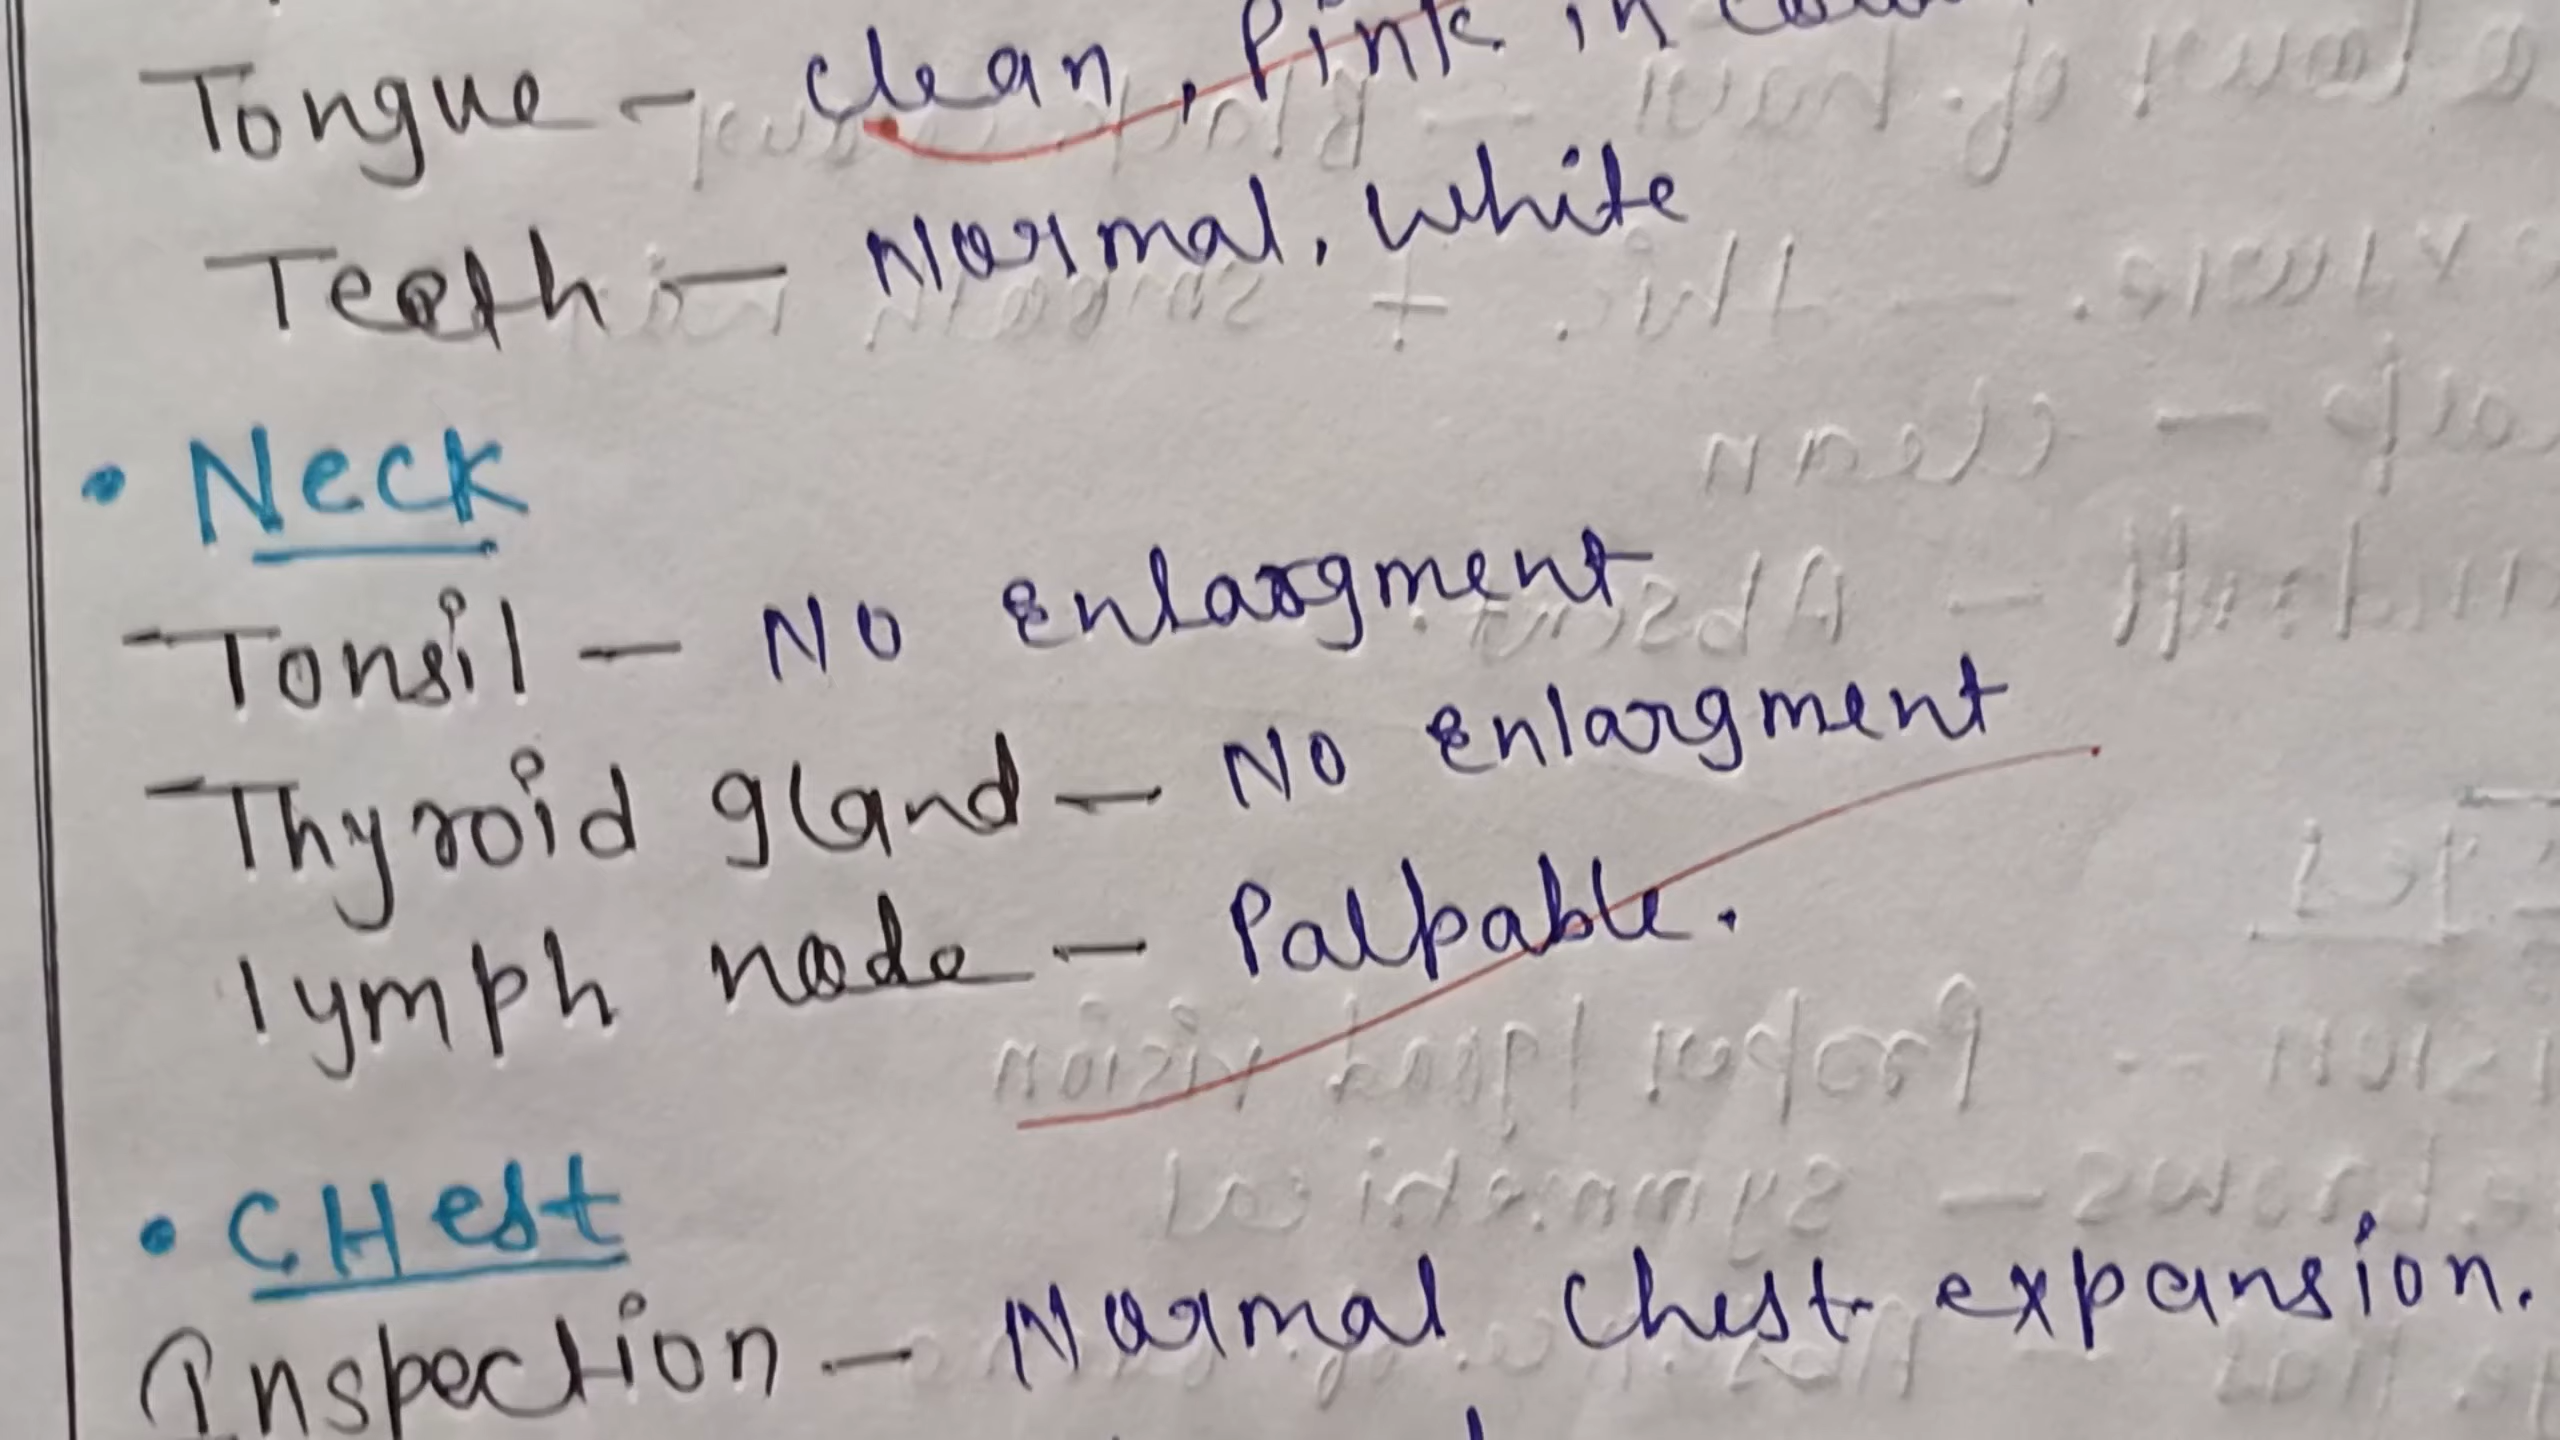 Tongue - clean, Pink in
Teeth - Normal, white
• Neck
Tonsil - No Enlargment
Thyroid gland - No Enlargment
lymph node - Palpable.
• CHest
Inspection - Normal Chest expansion.